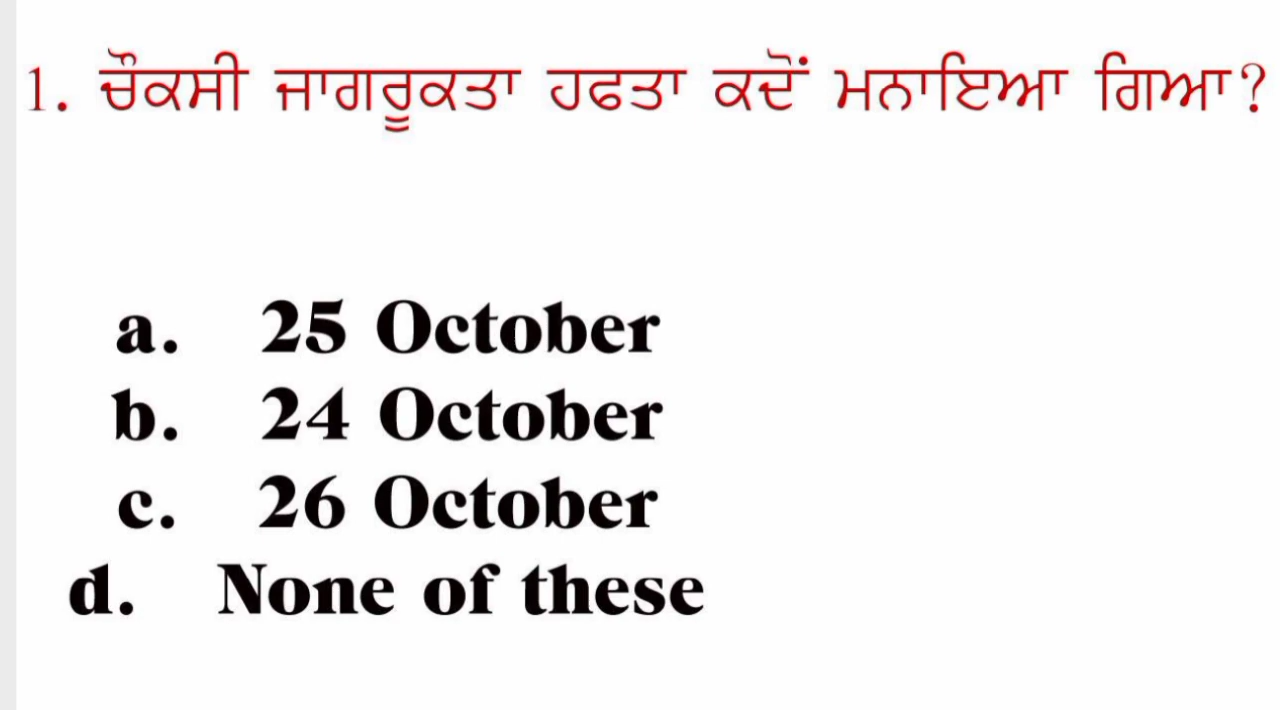 1. ਚੌਕਸੀ ਜਾਗਰੂਕਤਾ ਹਫਤਾ ਕਦੋਂ ਮਨਾਇਆ ਗਿਆ?
a. 25 October
b. 24 October
c. 26 October
d. None of these